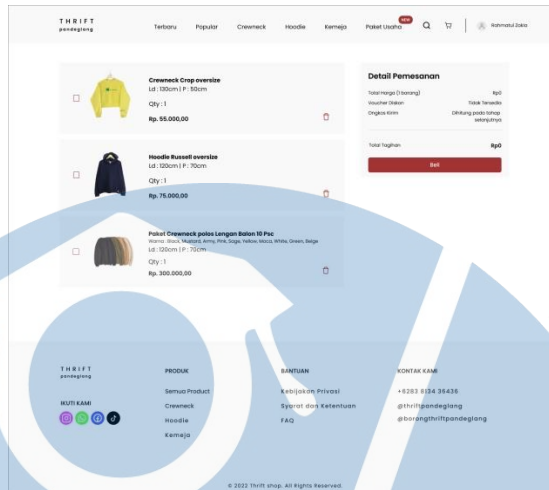 THRIFT
pandeglang
Terbaru
Popular
Crewneck
Hoodie
Kemeja
Paket Usaha
NEW
Rahmatul Zakia
Crewneck Crop oversize
Ld : 130cm | P : 50cm
Qty : 1
Rp. 55.000,00
Hoodie Russell oversize
Ld : 120cm | P : 70cm
Qty : 1
Rp. 75.000,00
Paket Crewneck polos Lengan Balon 10 Psc
Warna : Black, Mustard, Army, Pink, Sage, Yellow, Moca, White, Green, Beige
Ld : 120cm | P : 70cm
Qty : 1
Rp. 300.000,00
Detail Pemesanan
Total Harga (1 barang) Rp0
Voucher Diskon Tidak Tersedia
Ongkos Kirim Dihitung pada tahap
selanjutnya
Total Tagihan Rp0
Beli
THRIFT
pandeglang
IKUTI KAMI
PRODUK
Semua Product
Crewneck
Hoodie
Kemeja
BANTUAN
Kebijakan Privasi
Syarat dan Ketentuan
FAQ
KONTAK KAMI
+6283 8134 36436
@thriftpandeglang
@borongthriftpandeglang
© 2022 Thrift shop. All Rights Reserved.